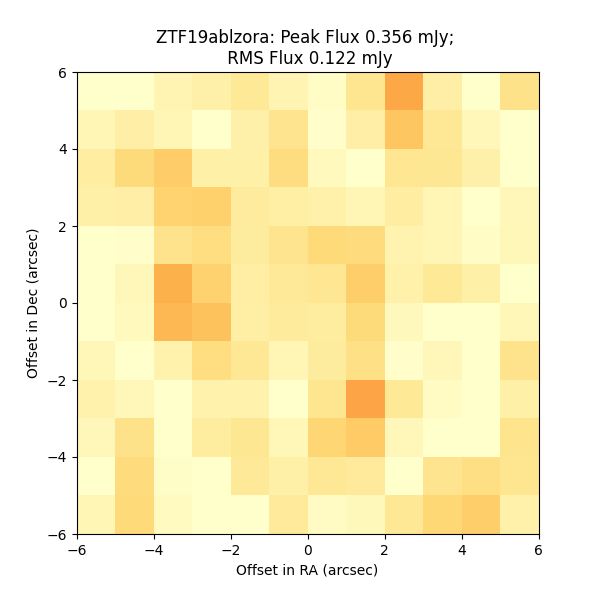 ZTF19ablzora: Peak Flux 0.356 mJy;
RMS Flux 0.122 mJy
6
4
2
0
−2
−4
−6
Offset in Dec (arcsec)
−6 −4 −2 0 2 4 6
Offset in RA (arcsec)